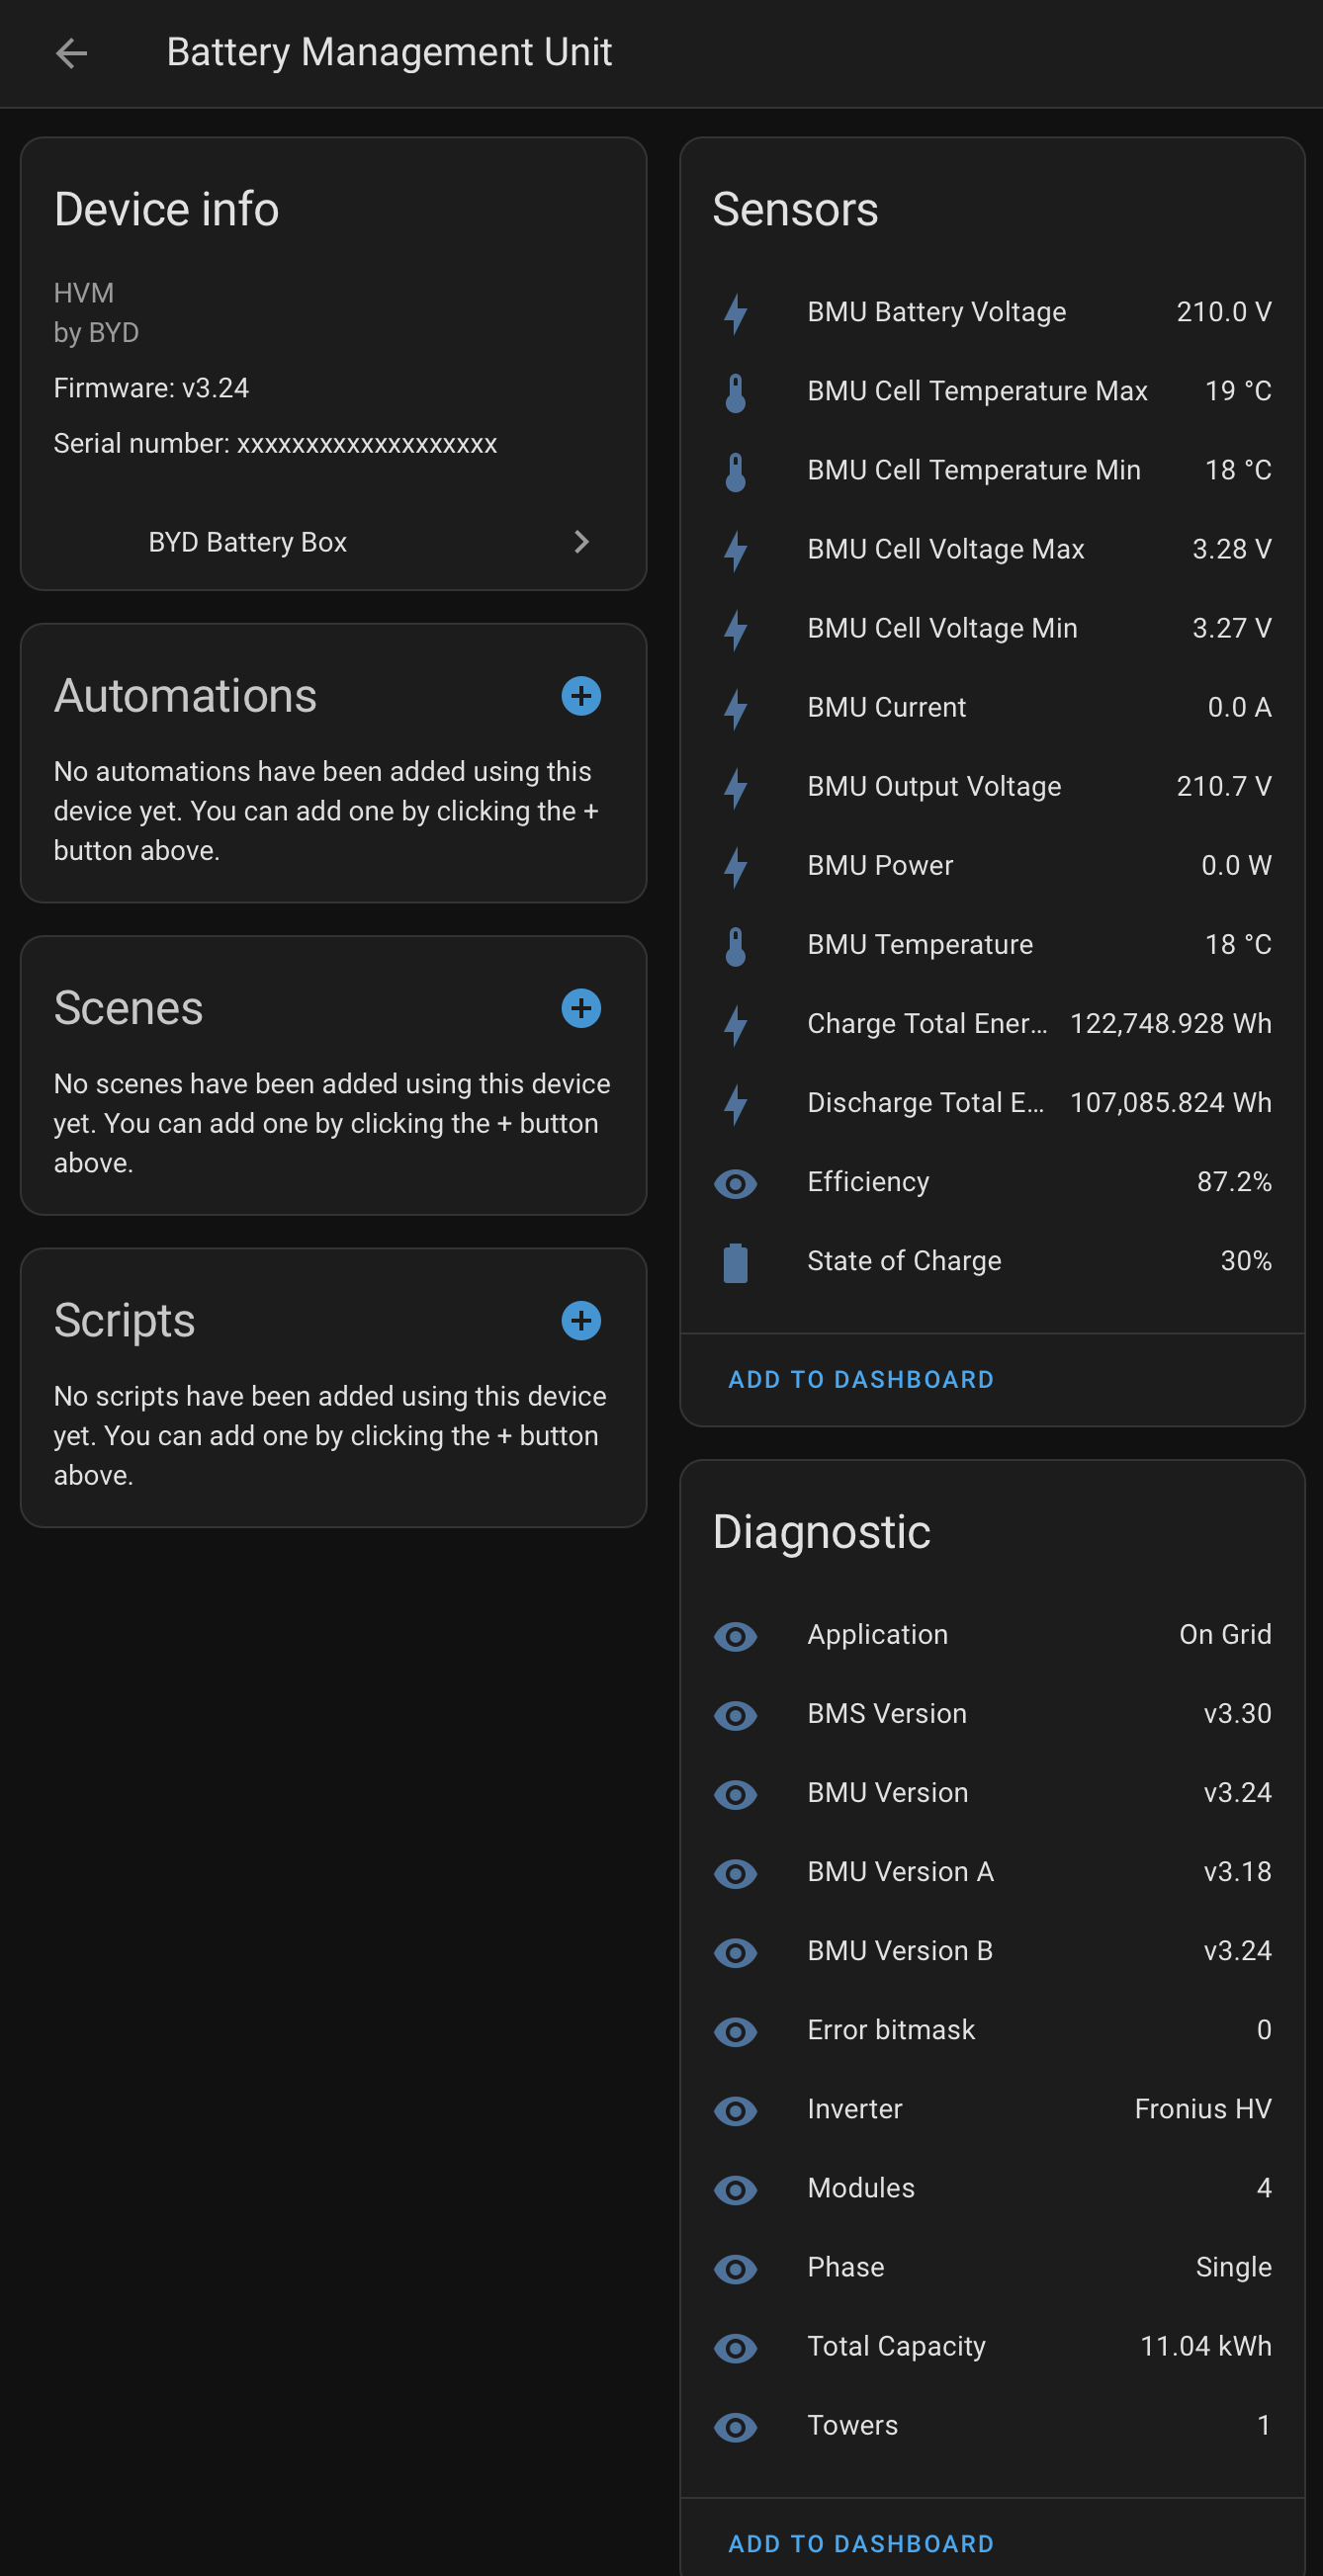 Battery Management Unit
Device info
HVM
by BYD
Firmware: v3.24
Serial number: xxxxxxxxxxxxxxxxxxx
BYD Battery Box
Automations
No automations have been added using this
device yet. You can add one by clicking the +
button above.
Scenes
No scenes have been added using this device
yet. You can add one by clicking the + button
above.
Scripts
No scripts have been added using this device
yet. You can add one by clicking the + button
above.
Sensors
BMU Battery Voltage 210.0 V
BMU Cell Temperature Max 19 °C
BMU Cell Temperature Min 18 °C
BMU Cell Voltage Max 3.28 V
BMU Cell Voltage Min 3.27 V
BMU Current 0.0 A
BMU Output Voltage 210.7 V
BMU Power 0.0 W
BMU Temperature 18 °C
Charge Total Ener... 122,748.928 Wh
Discharge Total E... 107,085.824 Wh
Efficiency 87.2%
State of Charge 30%
ADD TO DASHBOARD
Diagnostic
Application On Grid
BMS Version v3.30
BMU Version v3.24
BMU Version A v3.18
BMU Version B v3.24
Error bitmask 0
Inverter Fronius HV
Modules 4
Phase Single
Total Capacity 11.04 kWh
Towers 1
ADD TO DASHBOARD